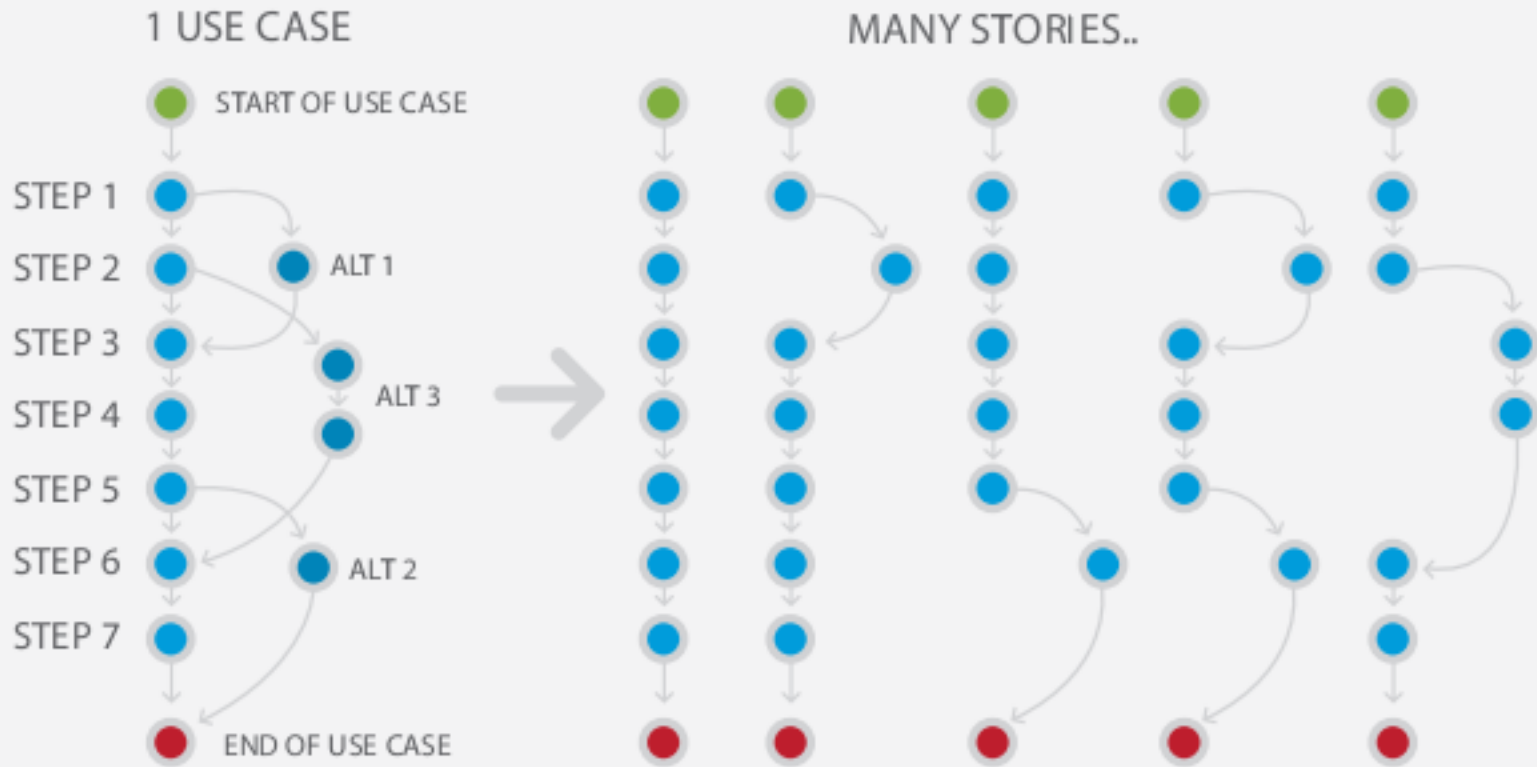 1 USE CASE
MANY STORIES..
START OF USE CASE
STEP 1
STEP 2
ALT 1
STEP 3
ALT 3
STEP 4
STEP 5
STEP 6
ALT 2
STEP 7
END OF USE CASE